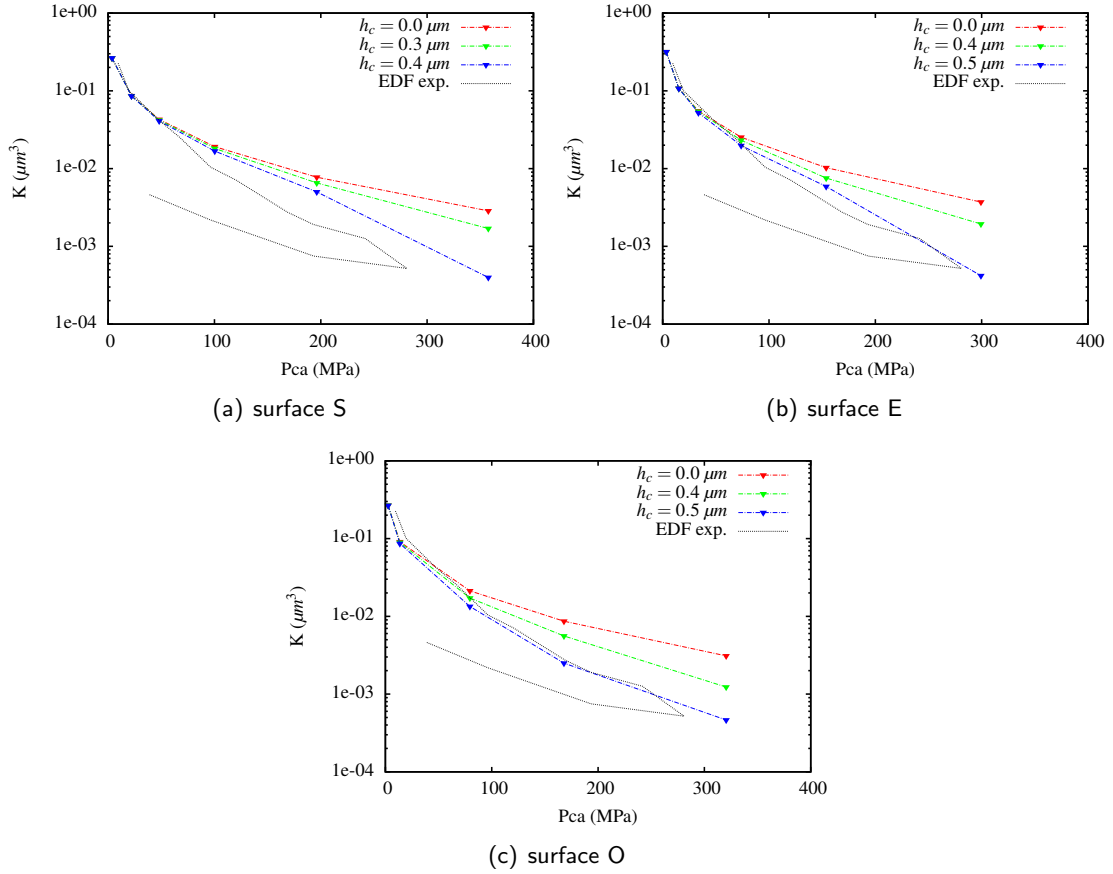 1e+00
1e-01
1e-02
1e-03
1e-04
K (μm³)
0 100 200 300 400
Pca (MPa)
h_c = 0.0 μm
h_c = 0.3 μm
h_c = 0.4 μm
EDF exp.
(a) surface S
1e+00
1e-01
1e-02
1e-03
1e-04
K (μm³)
0 100 200 300 400
Pca (MPa)
h_c = 0.0 μm
h_c = 0.4 μm
h_c = 0.5 μm
EDF exp.
(b) surface E
1e+00
1e-01
1e-02
1e-03
1e-04
K (μm³)
0 100 200 300 400
Pca (MPa)
h_c = 0.0 μm
h_c = 0.4 μm
h_c = 0.5 μm
EDF exp.
(c) surface O